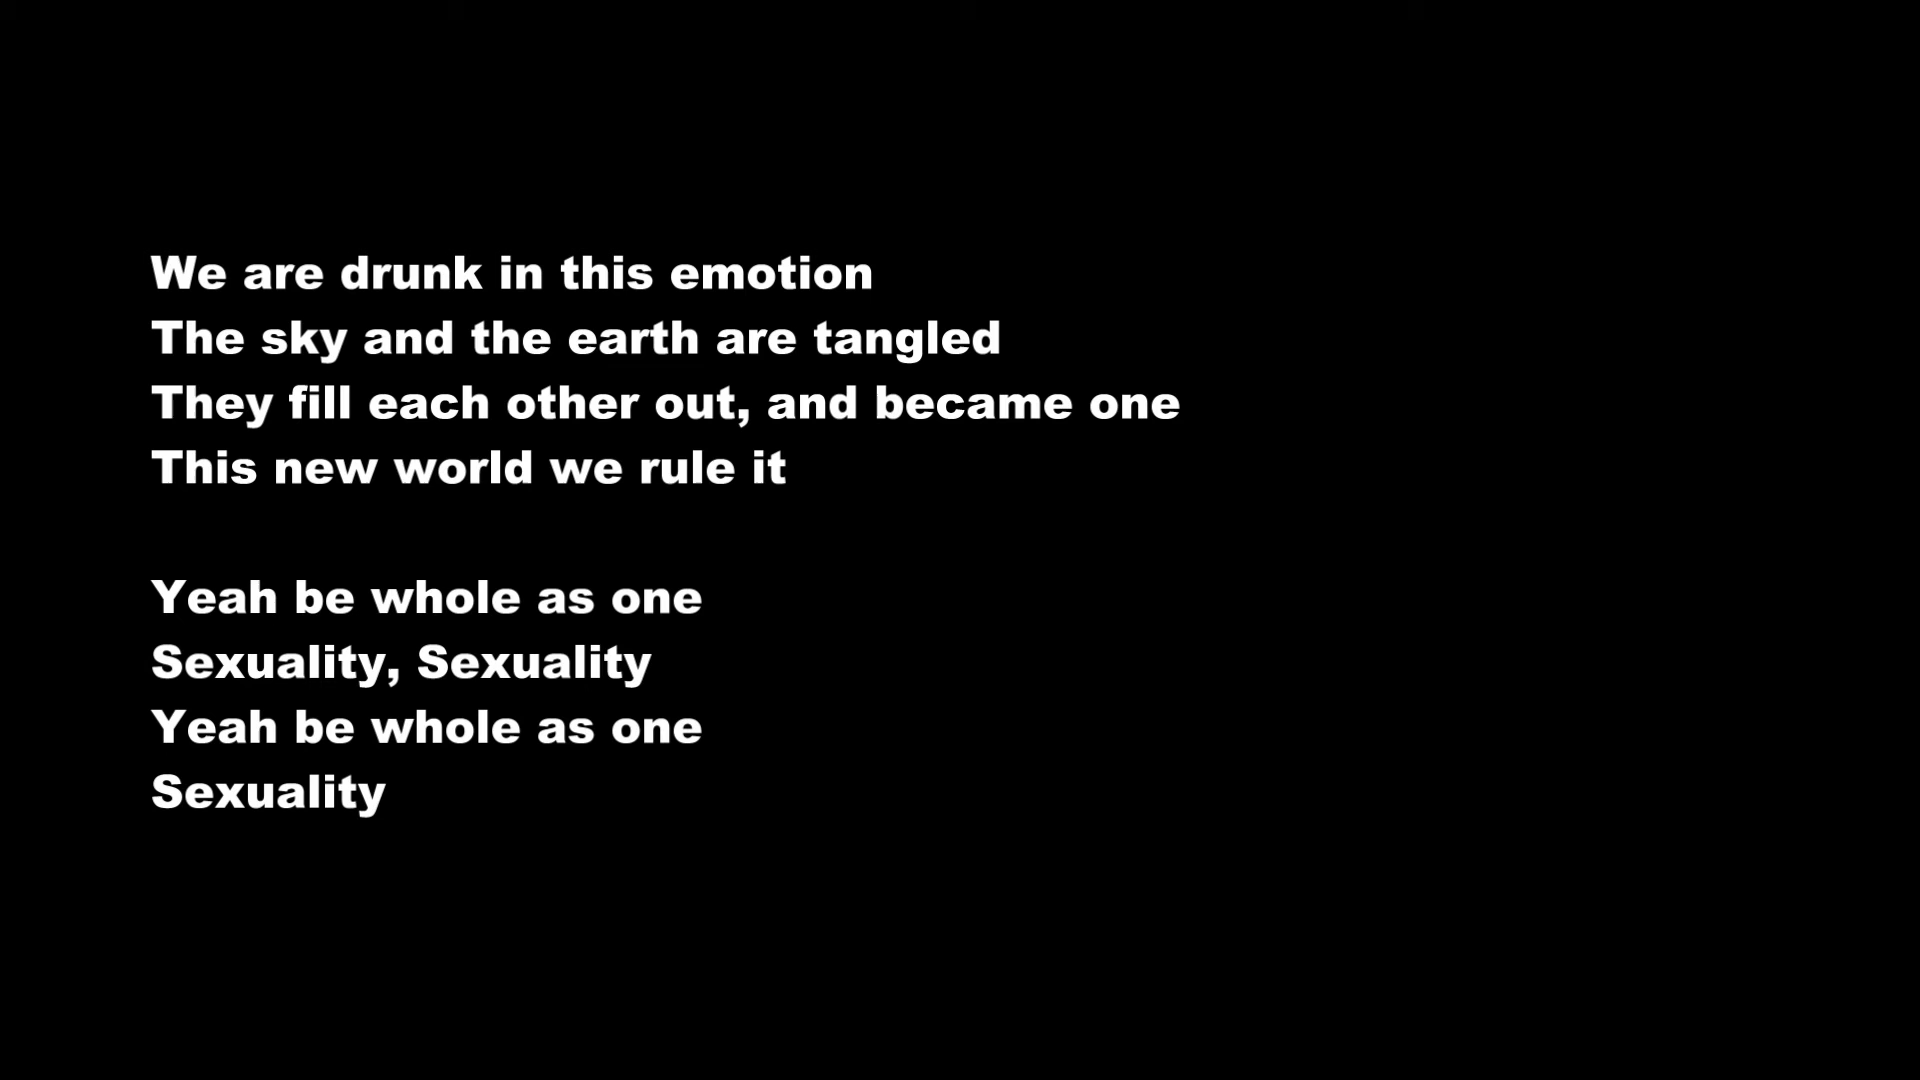 We are drunk in this emotion
The sky and the earth are tangled
They fill each other out, and became one
This new world we rule it

Yeah be whole as one
Sexuality, Sexuality
Yeah be whole as one
Sexuality